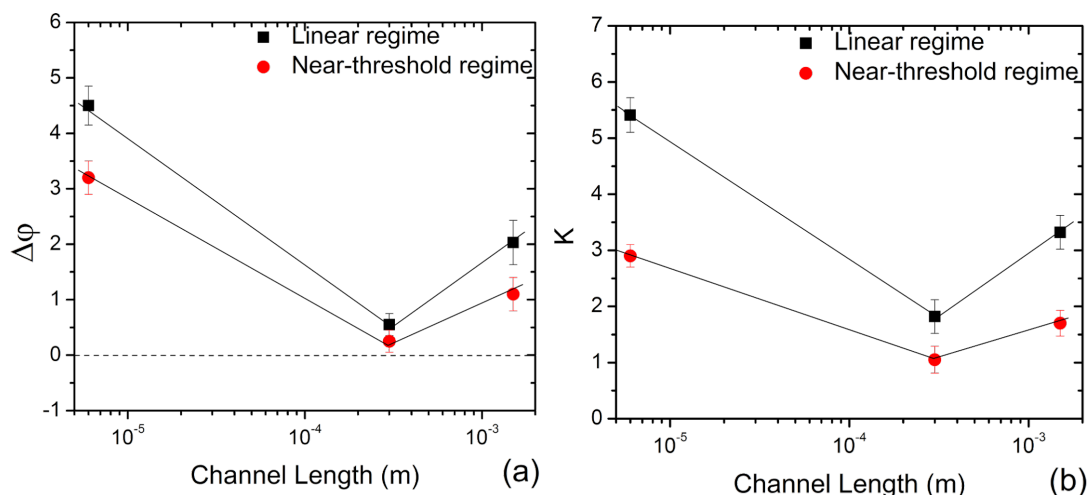 6
5
4
3
2
1
0
-1
Δφ
Linear regime
Near-threshold regime
10⁻⁵
10⁻⁴
10⁻³
Channel Length (m)
(a)
7
6
5
4
3
2
1
0
K
Linear regime
Near-threshold regime
10⁻⁵
10⁻⁴
10⁻³
Channel Length (m)
(b)